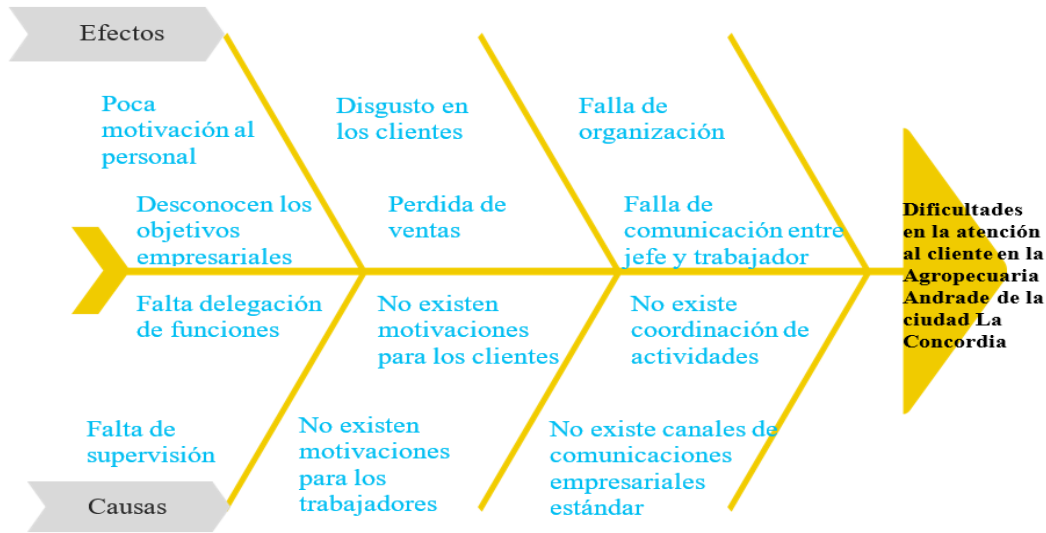 Efectos
Poca
motivación al
personal
Disgusto en
los clientes
Falla de
organización
Desconocen los
objetivos
empresariales
Perdida de
ventas
Falla de
comunicación entre
jefe y trabajador
Dificultades
en la atención
al cliente en la
Agropecuaria
Andrade de la
ciudad La
Concordia
Falta delegación
de funciones
No existen
motivaciones
para los clientes
No existe
coordinación de
actividades
Falta de
supervisión
No existen
motivaciones
para los
trabajadores
No existe canales de
comunicaciones
empresariales
estándar
Causas